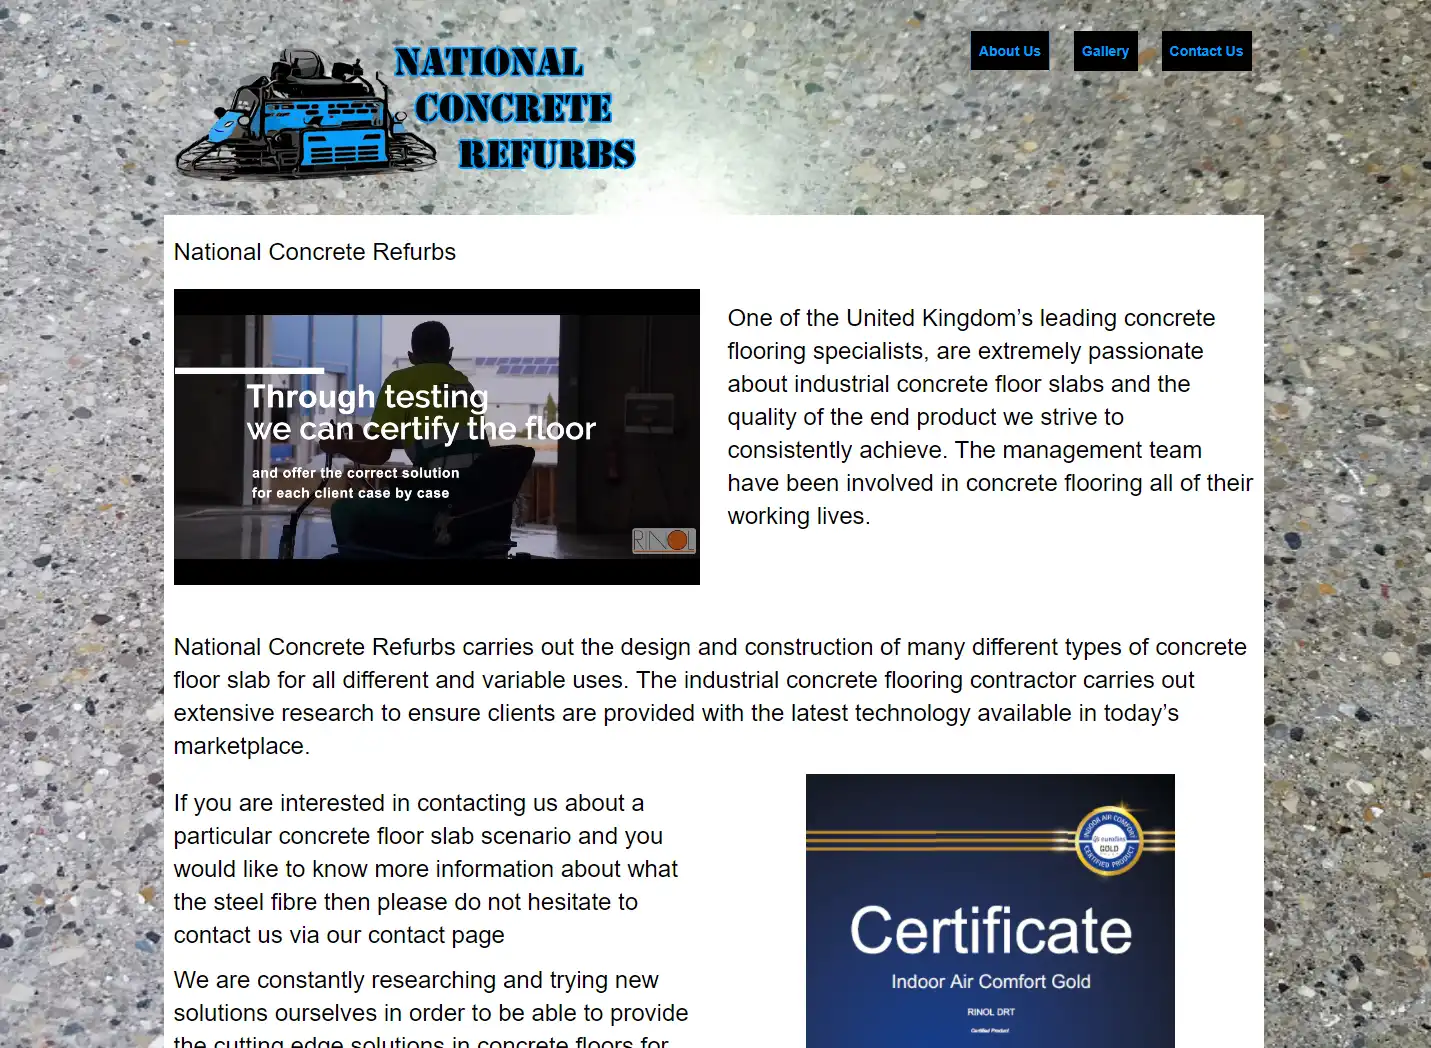 NATIONAL
CONCRETE
REFURBS
About Us
Gallery
Contact Us
National Concrete Refurbs
Through testing
we can certify the floor
and offer the correct solution
for each client case by case
RINOL
One of the United Kingdom’s leading concrete
flooring specialists, are extremely passionate
about industrial concrete floor slabs and the
quality of the end product we strive to
consistently achieve. The management team
have been involved in concrete flooring all of their
working lives.
National Concrete Refurbs carries out the design and construction of many different types of concrete
floor slab for all different and variable uses. The industrial concrete flooring contractor carries out
extensive research to ensure clients are provided with the latest technology available in today’s
marketplace.
If you are interested in contacting us about a
particular concrete floor slab scenario and you
would like to know more information about what
the steel fibre then please do not hesitate to
contact us via our contact page
We are constantly researching and trying new
solutions ourselves in order to be able to provide
the cutting edge solutions in concrete floors for
INDOOR AIR COMFORT
eurofins
GOLD
CERTIFIED PRODUCT
Certificate
Indoor Air Comfort Gold
RINOL DRT
Certified Product